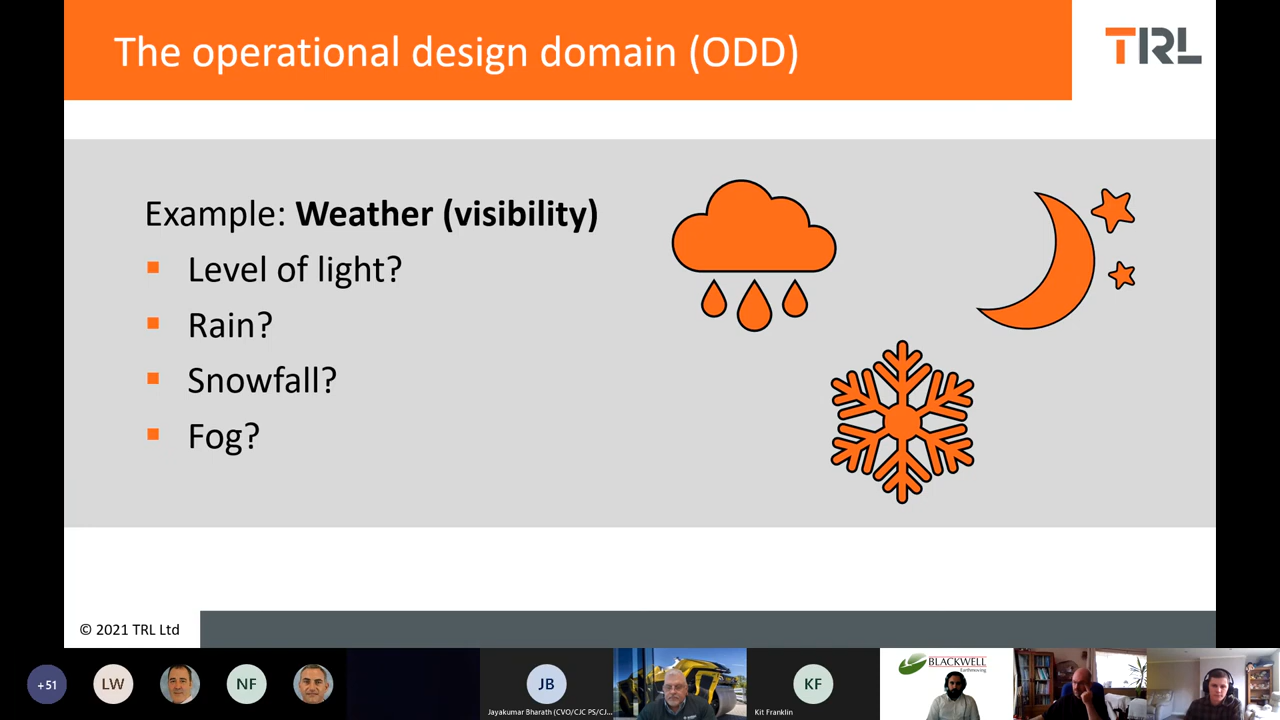 The operational design domain (ODD)
TRL
Example: Weather (visibility)
Level of light?
Rain?
Snowfall?
Fog?
© 2021 TRL Ltd
+51
LW
NF
JB
Jayakumar Bharath (CVO/CJC PS/CJ...
KF
Kit Franklin
BLACKWELL
Earthmoving